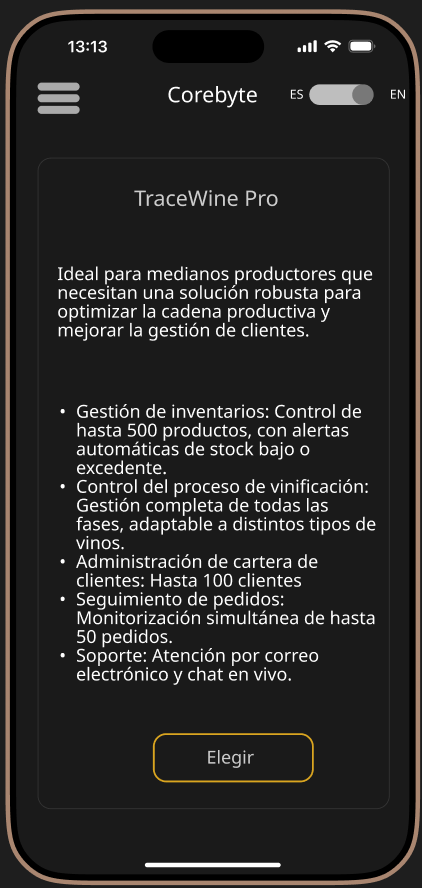 13:13
Corebyte
ES
EN
TraceWine Pro
Ideal para medianos productores que
necesitan una solución robusta para
optimizar la cadena productiva y
mejorar la gestión de clientes.
• Gestión de inventarios: Control de
hasta 500 productos, con alertas
automáticas de stock bajo o
excedente.
• Control del proceso de vinificación:
Gestión completa de todas las
fases, adaptable a distintos tipos de
vinos.
• Administración de cartera de
clientes: Hasta 100 clientes
• Seguimiento de pedidos:
Monitorización simultánea de hasta
50 pedidos.
• Soporte: Atención por correo
electrónico y chat en vivo.
Elegir